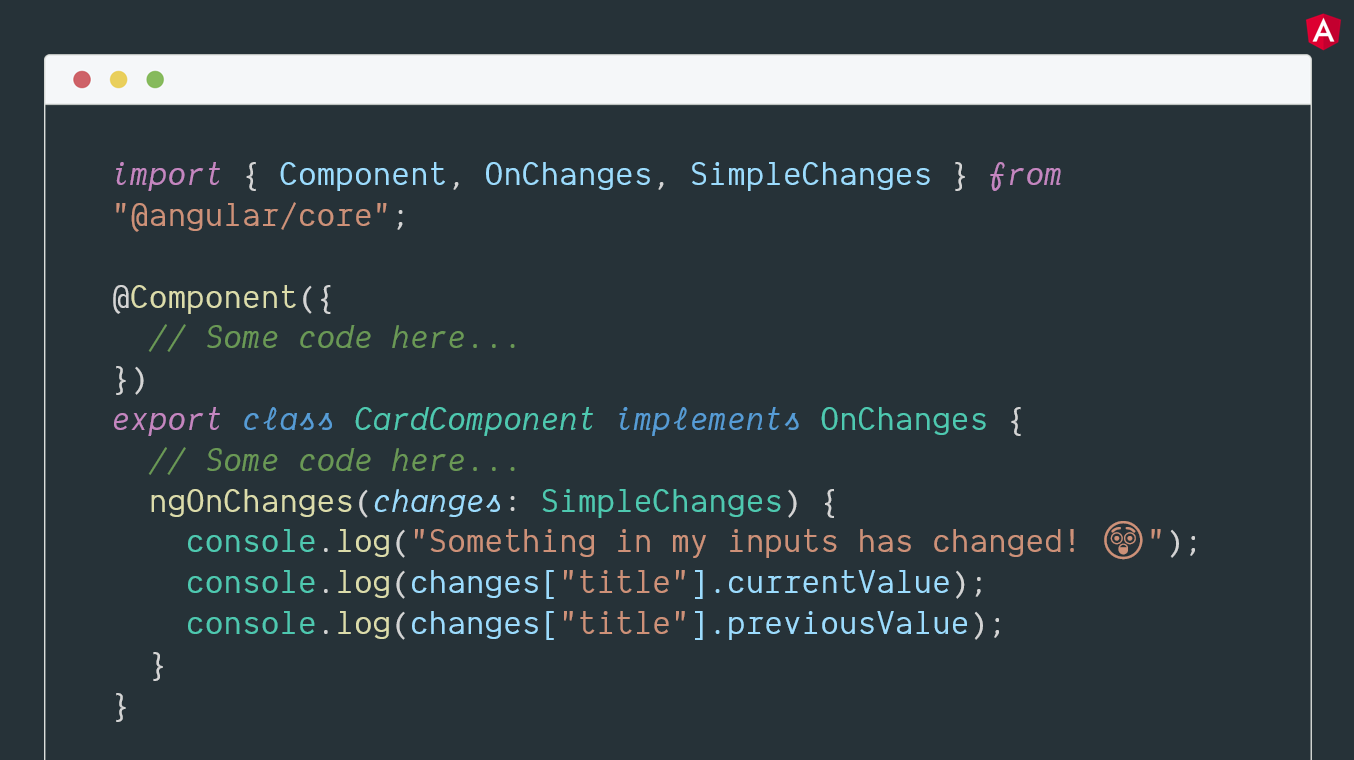 import { Component, OnChanges, SimpleChanges } from
"@angular/core";

@Component({
  // Some code here...
})
export class CardComponent implements OnChanges {
  // Some code here...
  ngOnChanges(changes: SimpleChanges) {
    console.log("Something in my inputs has changed! 😲");
    console.log(changes["title"].currentValue);
    console.log(changes["title"].previousValue);
  }
}